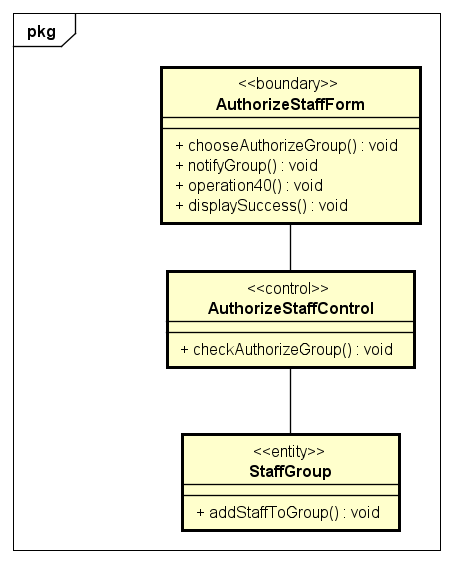 pkg
<<boundary>>
AuthorizeStaffForm
+ chooseAuthorizeGroup() : void
+ notifyGroup() : void
+ operation40() : void
+ displaySuccess() : void
<<control>>
AuthorizeStaffControl
+ checkAuthorizeGroup() : void
<<entity>>
StaffGroup
+ addStaffToGroup() : void